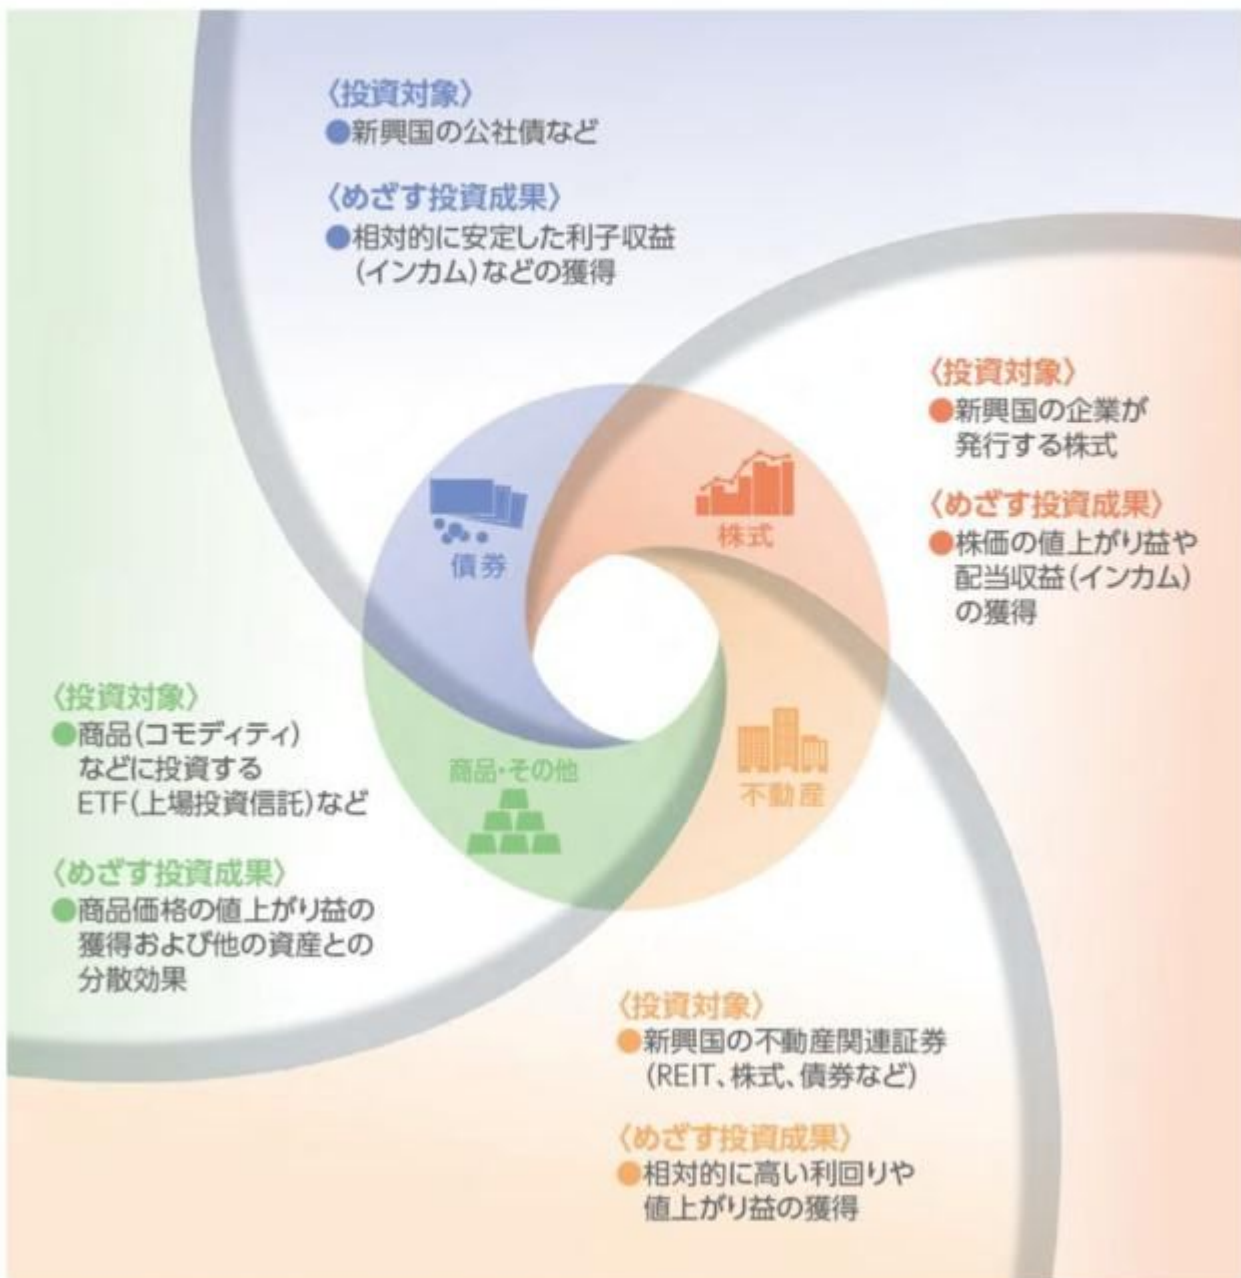 〈投資対象〉
●新興国の公社債など
〈めざす投資成果〉
●相対的に安定した利子収益
(インカム)などの獲得
〈投資対象〉
●新興国の企業が
発行する株式
〈めざす投資成果〉
●株価の値上がり益や
配当収益(インカム)
の獲得
債券
株式
商品・その他
不動産
〈投資対象〉
●商品(コモディティ)
などに投資する
ETF(上場投資信託)など
〈めざす投資成果〉
●商品価格の値上がり益の
獲得および他の資産との
分散効果
〈投資対象〉
●新興国の不動産関連証券
(REIT、株式、債券など)
〈めざす投資成果〉
●相対的に高い利回りや
値上がり益の獲得